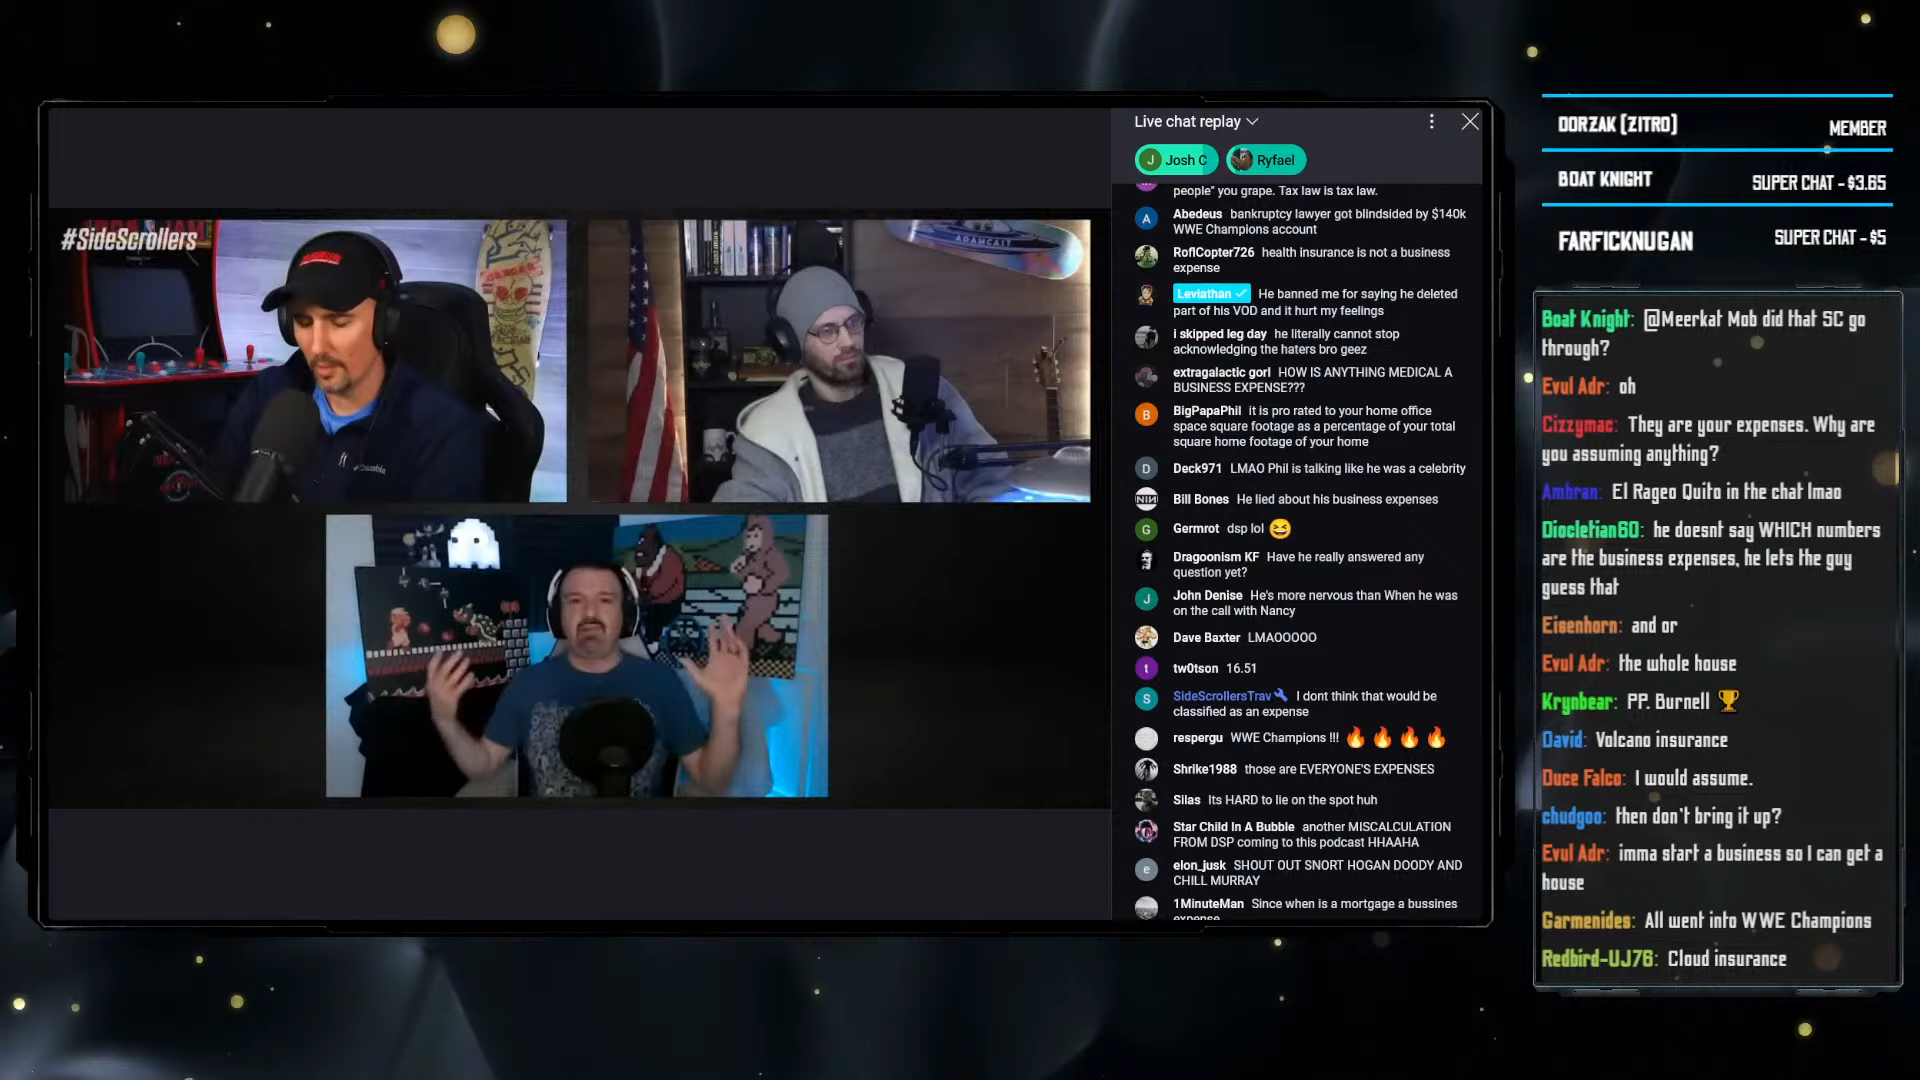 #SideScrollers
ADAMCAST
Columbia
Live chat replay
J Josh C
Ryfael
people" you grape. Tax law is tax law.
A Abedeus bankruptcy lawyer got blindsided by $140k
WWE Champions account
RoflCopter726 health insurance is not a business
expense
Leviathan He banned me for saying he deleted
part of his VOD and it hurt my feelings
i skipped leg day he literally cannot stop
acknowledging the haters bro geez
extragalactic gorl HOW IS ANYTHING MEDICAL A
BUSINESS EXPENSE???
B BigPapaPhil it is pro rated to your home office
space square footage as a percentage of your total
square home footage of your home
D Deck971 LMAO Phil is talking like he was a celebrity
NIN Bill Bones He lied about his business expenses
G Germrot dsp lol 😆
Dragoonism KF Have he really answered any
question yet?
J John Denise He's more nervous than When he was
on the call with Nancy
Dave Baxter LMAOOOOO
t tw0tson 16.51
S SideScrollersTrav I dont think that would be
classified as an expense
respergu WWE Champions !!! 🔥 🔥 🔥 🔥
Shrike1988 those are EVERYONE'S EXPENSES
Silas Its HARD to lie on the spot huh
Star Child In A Bubble another MISCALCULATION
FROM DSP coming to this podcast HHAAHA
e elon_jusk SHOUT OUT SNORT HOGAN DOODY AND
CHILL MURRAY
1MinuteMan Since when is a mortgage a bussines
expense
DORZAK (ZITRO) MEMBER
BOAT KNIGHT SUPER CHAT - $3.65
FARFICKNUGAN SUPER CHAT - $5
Boat Knight: @Meerkat Mob did that SC go
through?
Evul Adr: oh
Cizzymac: They are your expenses. Why are
you assuming anything?
Ambran: El Rageo Quito in the chat lmao
Diocletian60: he doesnt say WHICH numbers
are the business expenses, he lets the guy
guess that
Eisenhorn: and or
Evul Adr: the whole house
Krynbear: P.P. Burnell 🏆
David: Volcano insurance
Duce Falco: I would assume.
chudgoo: then don't bring it up?
Evul Adr: imma start a business so I can get a
house
Garmenides: All went into WWE Champions
Redbird-UJ76: Cloud insurance